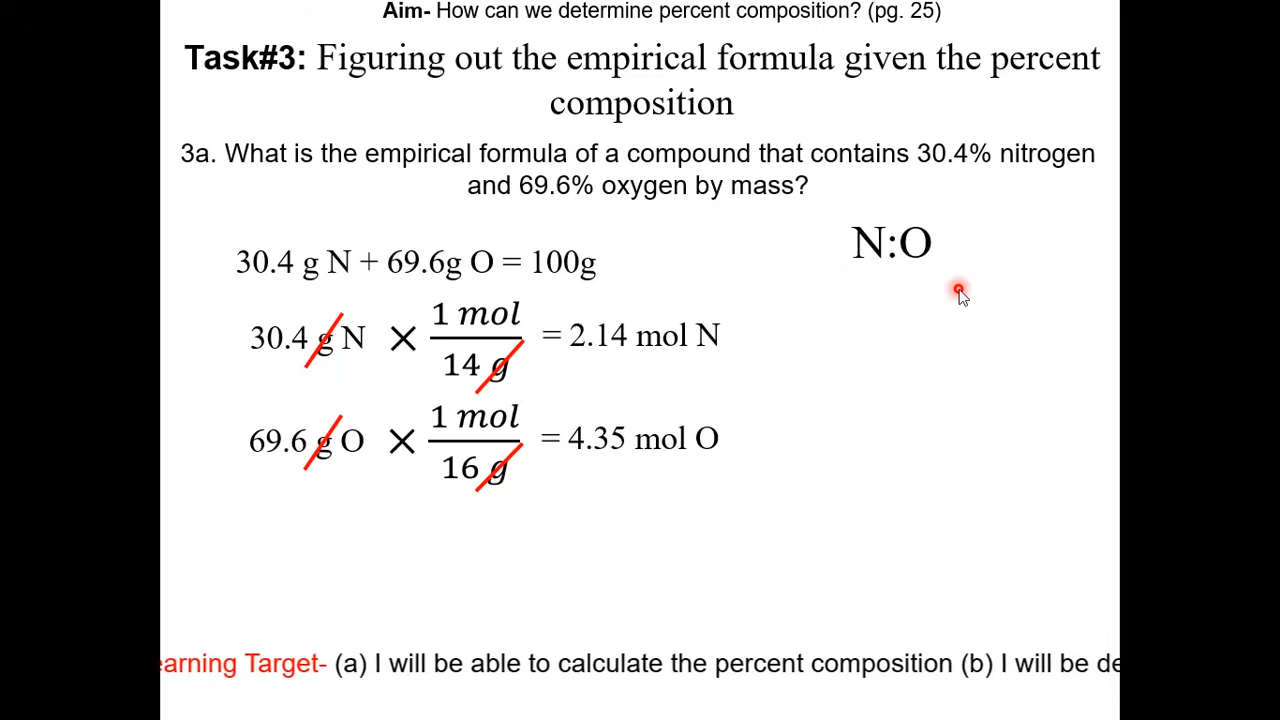 Aim- How can we determine percent composition? (pg. 25)
Task#3: Figuring out the empirical formula given the percent
composition
3a. What is the empirical formula of a compound that contains 30.4% nitrogen
and 69.6% oxygen by mass?
N:O
30.4 g N + 69.6g O = 100g
30.4 g N × 1 mol / 14 g = 2.14 mol N
69.6 g O × 1 mol / 16 g = 4.35 mol O
earning Target- (a) I will be able to calculate the percent composition (b) I will be de